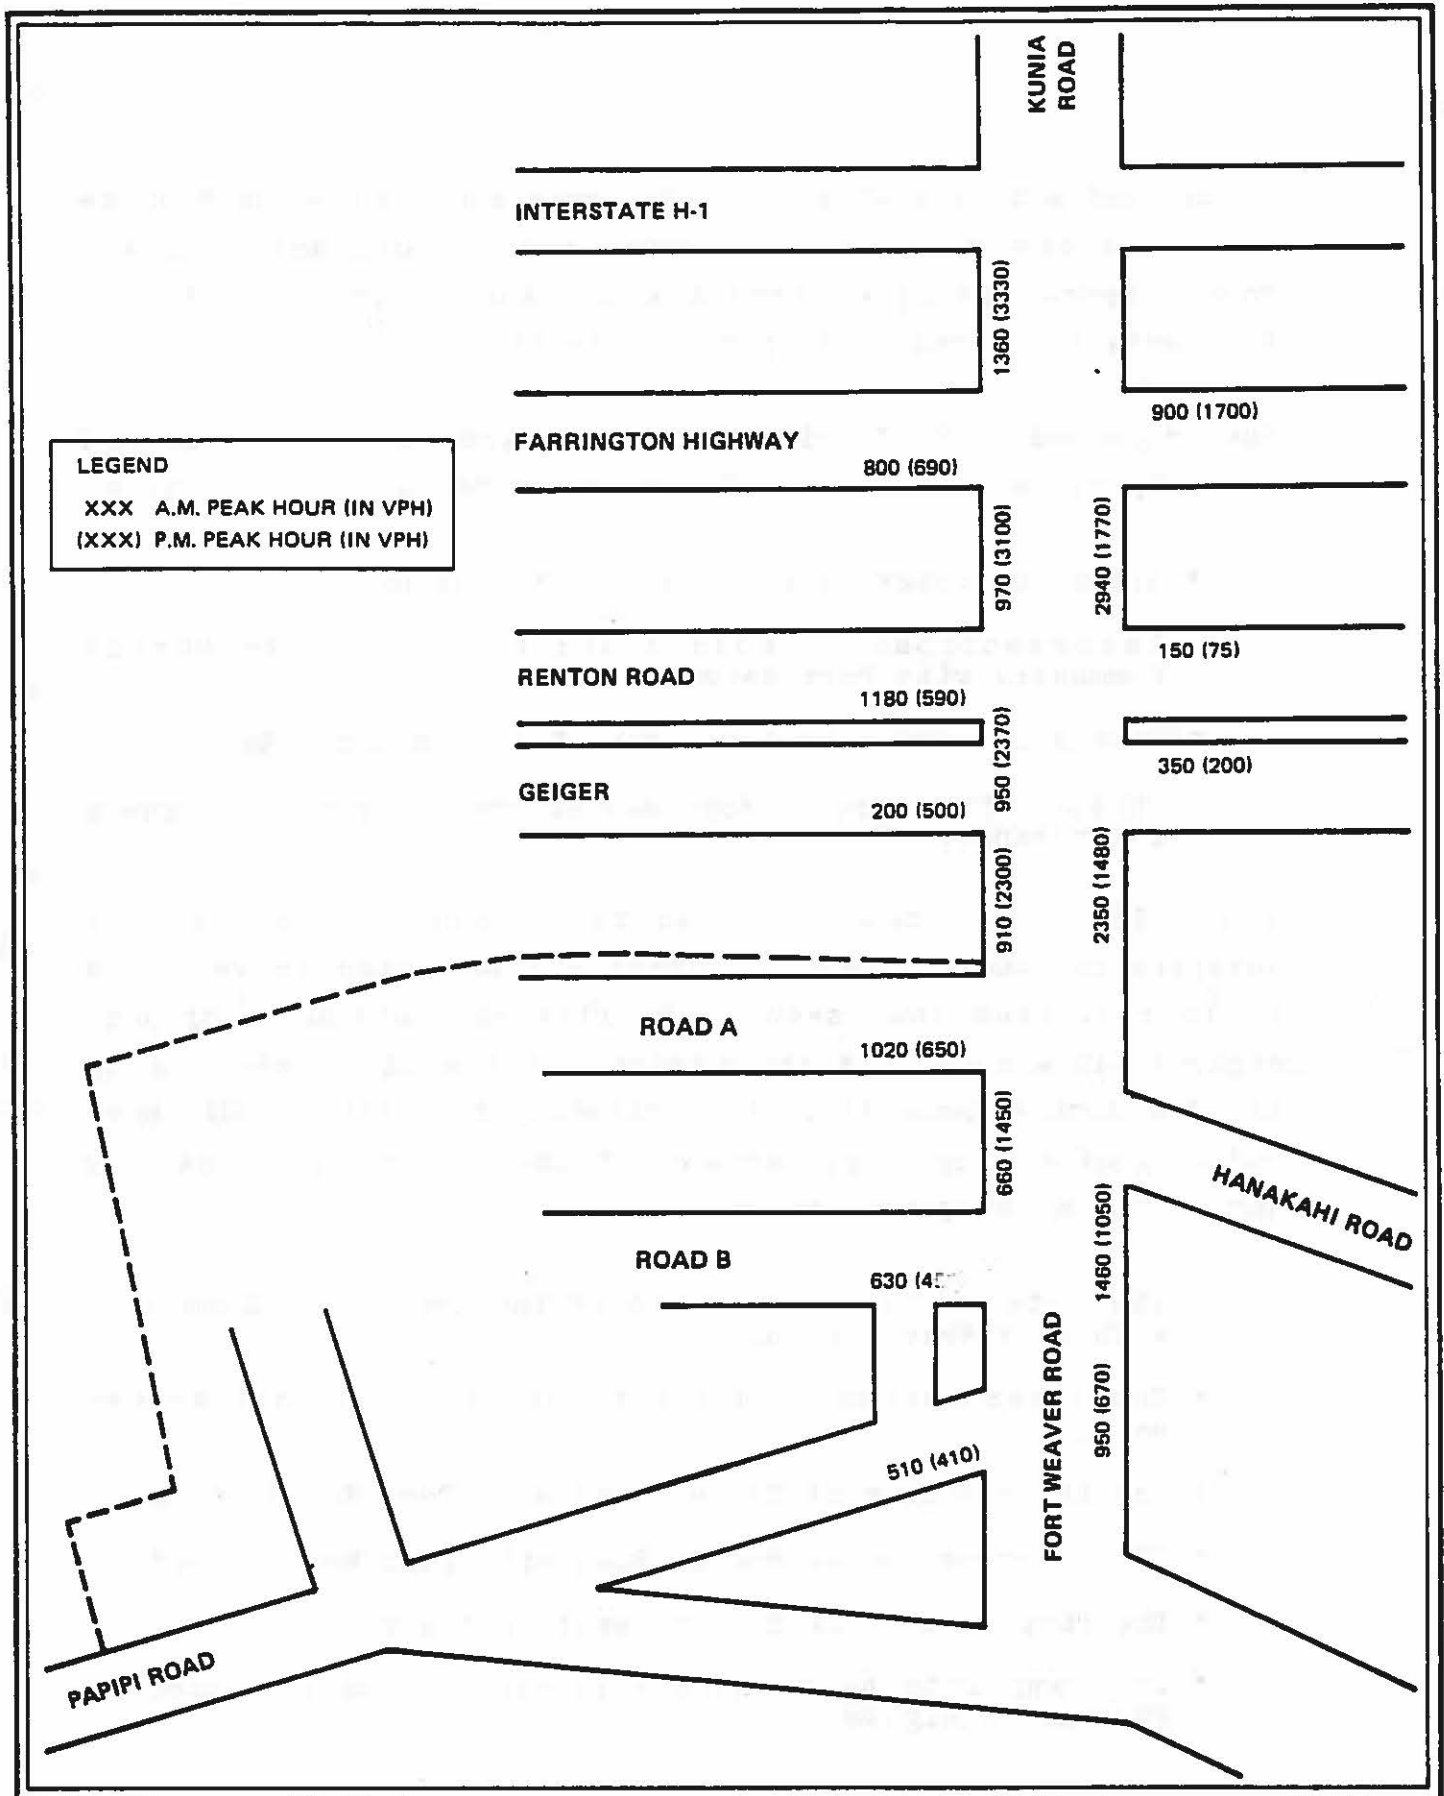 KUNIA
ROAD
INTERSTATE H-1
1360 (3330)
900 (1700)
FARRINGTON HIGHWAY
800 (690)
LEGEND
XXX A.M. PEAK HOUR (IN VPH)
(XXX) P.M. PEAK HOUR (IN VPH)
970 (3100)
2940 (1770)
150 (75)
RENTON ROAD
1180 (590)
950 (2370)
350 (200)
GEIGER
200 (500)
910 (2300)
2350 (1480)
ROAD A
1020 (650)
660 (1450)
HANAKAHI ROAD
1460 (1050)
ROAD B
630
FORT WEAVER ROAD
950 (670)
510 (410)
PAPIPI ROAD